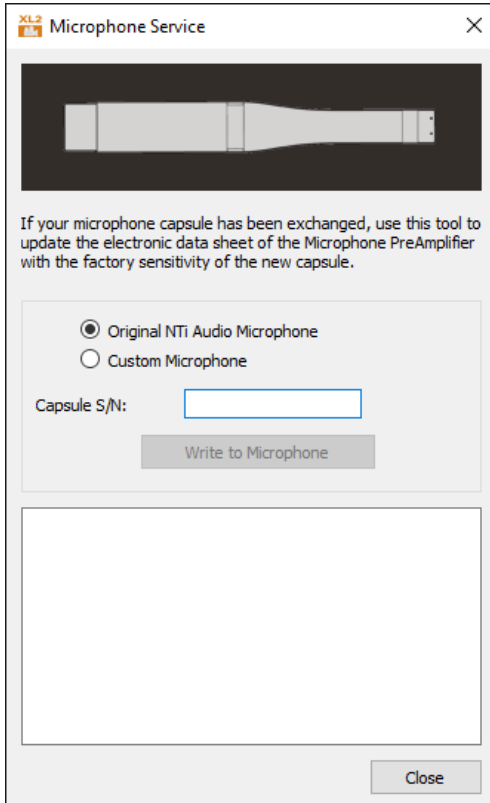 XL2
Microphone Service
If your microphone capsule has been exchanged, use this tool to
update the electronic data sheet of the Microphone PreAmplifier
with the factory sensitivity of the new capsule.
Original NTi Audio Microphone
Custom Microphone
Capsule S/N:
Write to Microphone
Close